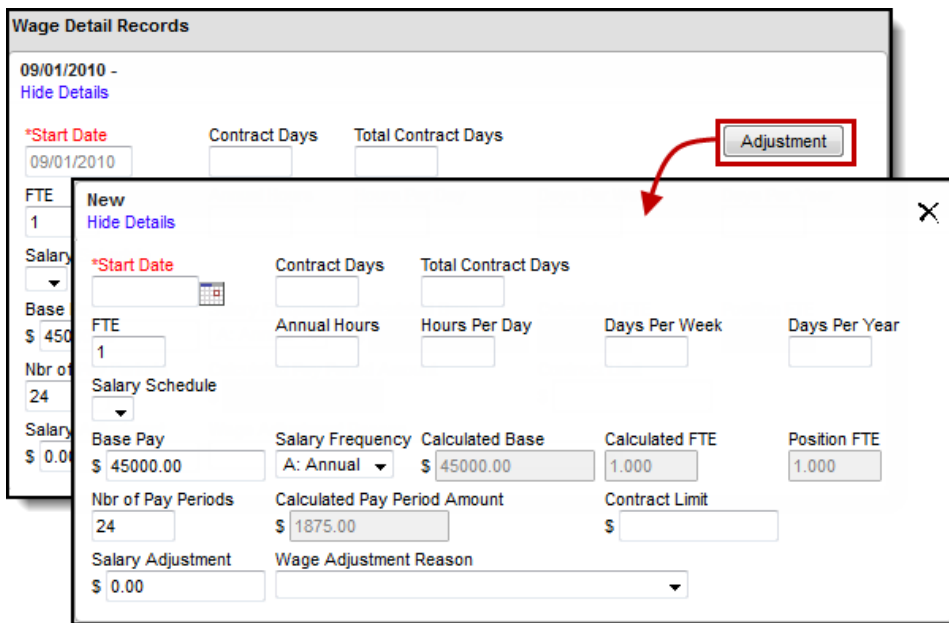 Wage Detail Records
09/01/2010 -
Hide Details
*Start Date Contract Days Total Contract Days
09/01/2010 Adjustment
FTE
1
Salary
Base
$ 450
Nbr of
24
Salary
$ 0.00
New
Hide Details
*Start Date Contract Days Total Contract Days
FTE Annual Hours Hours Per Day Days Per Week Days Per Year
1
Salary Schedule
Base Pay Salary Frequency Calculated Base Calculated FTE Position FTE
$ 45000.00 A: Annual $ 45000.00 1.000 1.000
Nbr of Pay Periods Calculated Pay Period Amount Contract Limit
24 $ 1875.00 $
Salary Adjustment Wage Adjustment Reason
$ 0.00